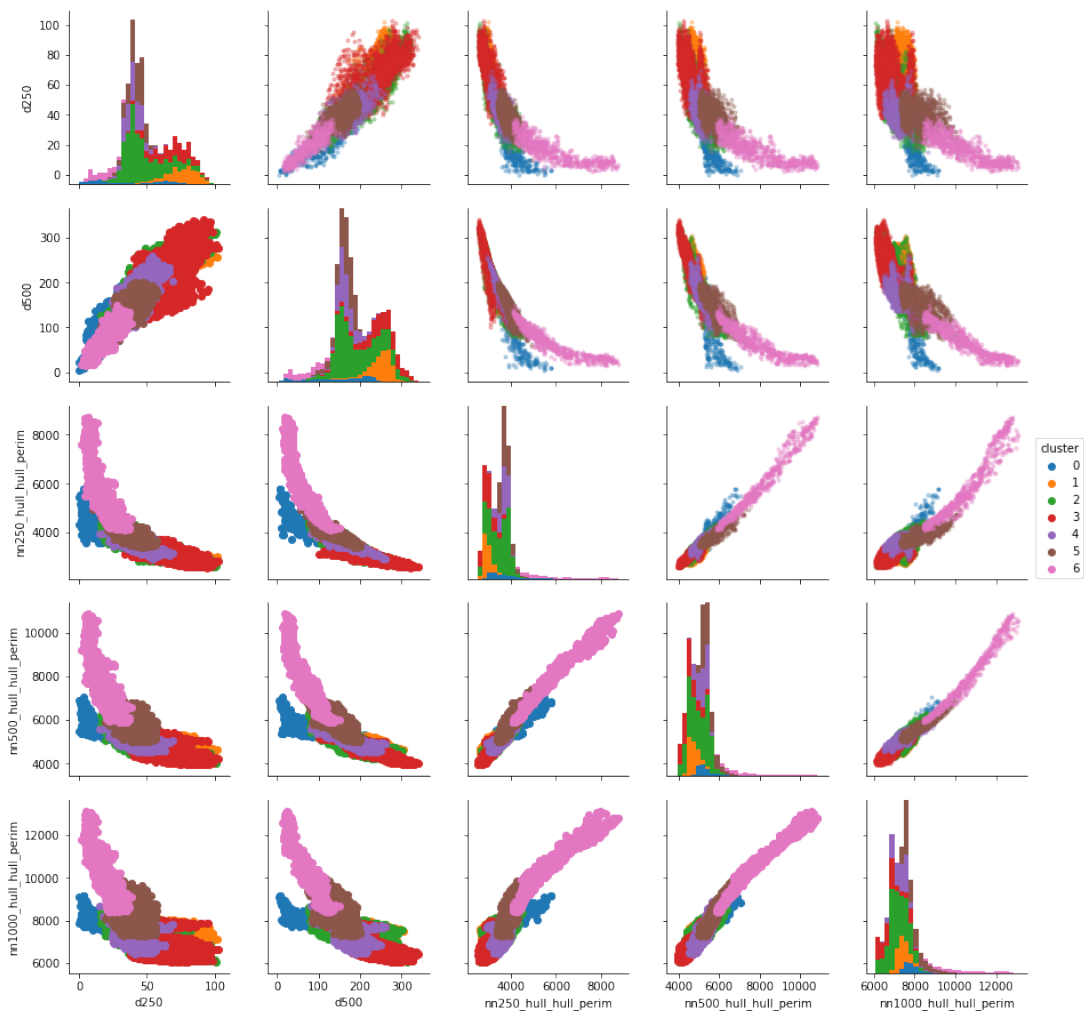 100
80
60
40
20
0
d250
300
200
100
0
d500
8000
6000
4000
nn250_hull_hull_perim
cluster
0
1
2
3
4
5
6
10000
8000
6000
4000
nn500_hull_hull_perim
12000
10000
8000
6000
nn1000_hull_hull_perim
0 50 100
d250
0 100 200 300
d500
4000 6000 8000
nn250_hull_hull_perim
4000 6000 8000 10000
nn500_hull_hull_perim
6000 8000 10000 12000
nn1000_hull_hull_perim